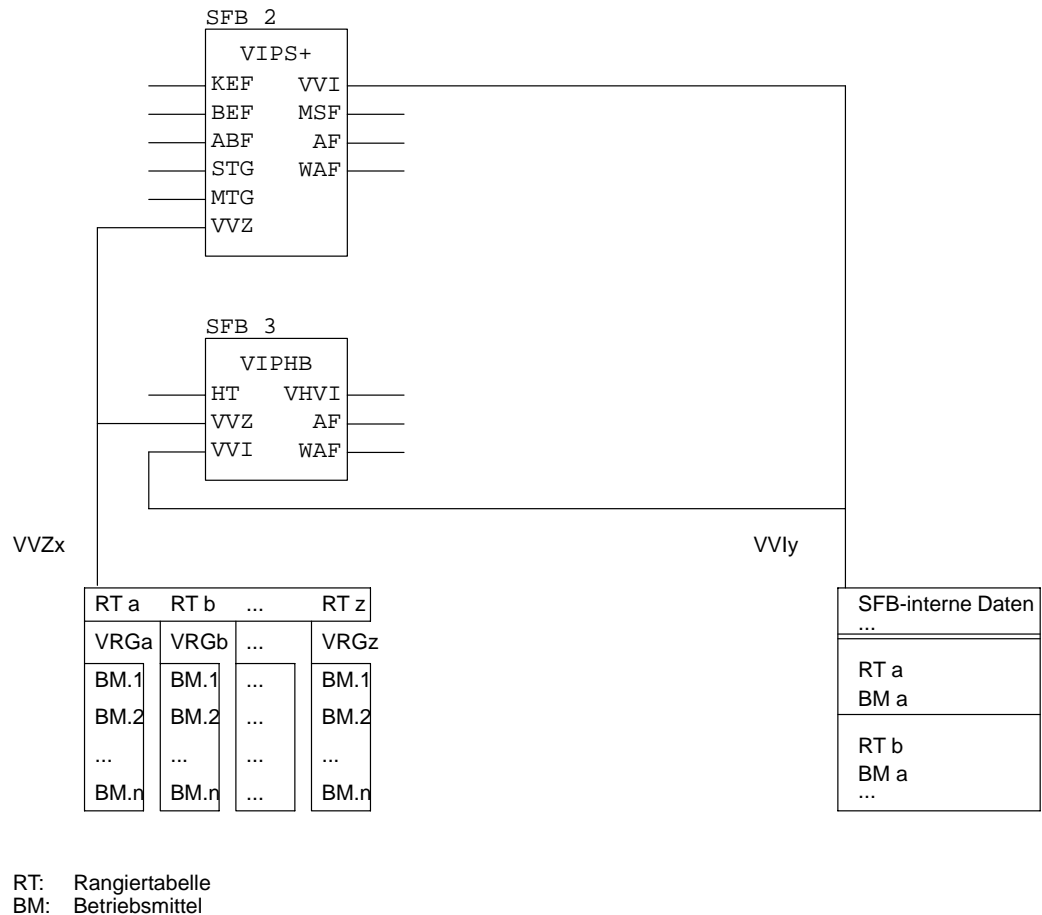 SFB 2
VIPS+
KEF VVI
BEF MSF
ABF AF
STG WAF
MTG
VVZ
SFB 3
VIPHB
HT VHVI
VVZ AF
VVI WAF
VVZx VVIy
RT a RT b ... RT z
VRGa VRGb ... VRGz
BM.1 BM.1 ... BM.1
BM.2 BM.2 ... BM.2
... ... ... ...
BM.n BM.n ... BM.n
SFB-interne Daten
...
RT a
BM a
RT b
BM a
...
RT: Rangiertabelle
BM: Betriebsmittel